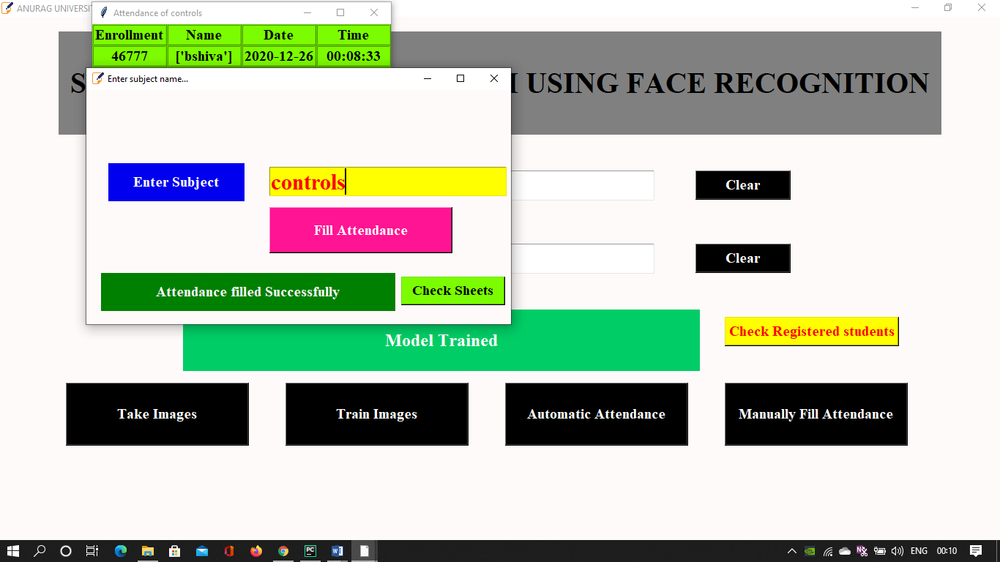 ANURAG UNIVERSI
Attendance of controls
Enrollment Name Date Time
46777 ['bshiva'] 2020-12-26 00:08:33
Enter subject name...
USING FACE RECOGNITION
Enter Subject
controls
Clear
Fill Attendance
Clear
Attendance filled Successfully
Check Sheets
Model Trained
Check Registered students
Take Images
Train Images
Automatic Attendance
Manually Fill Attendance
ENG
00:10